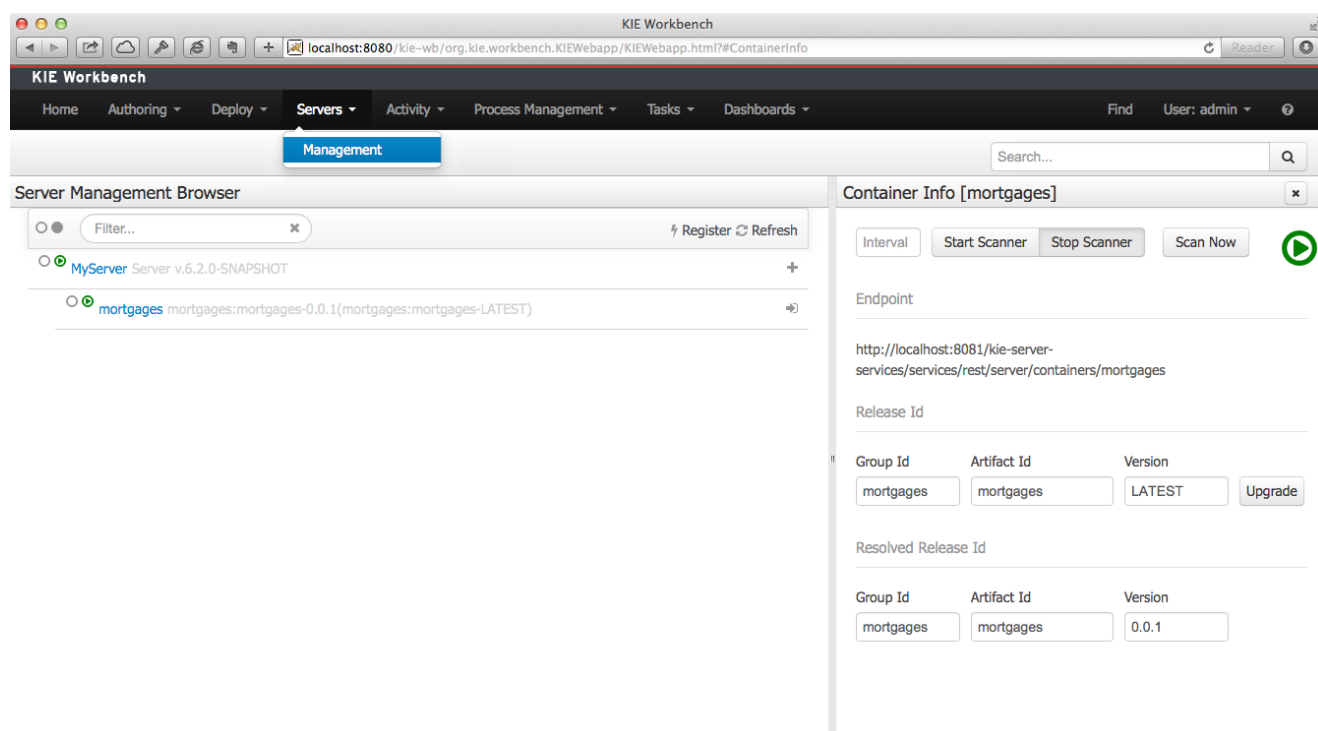 KIE Workbench
localhost:8080/kie-wb/org.kie.workbench.KIEWebapp/KIEWebapp.html?#ContainerInfo
Reader
KIE Workbench
Home Authoring Deploy Servers Activity Process Management Tasks Dashboards Find User: admin
Management
Search...
Server Management Browser
Filter...
Register Refresh
MyServer Server v.6.2.0-SNAPSHOT
mortgages mortgages:mortgages-0.0.1(mortgages:mortgages-LATEST)
Container Info [mortgages]
Interval Start Scanner Stop Scanner Scan Now
Endpoint
http://localhost:8081/kie-server-
services/services/rest/server/containers/mortgages
Release Id
Group Id Artifact Id Version
mortgages mortgages LATEST Upgrade
Resolved Release Id
Group Id Artifact Id Version
mortgages mortgages 0.0.1